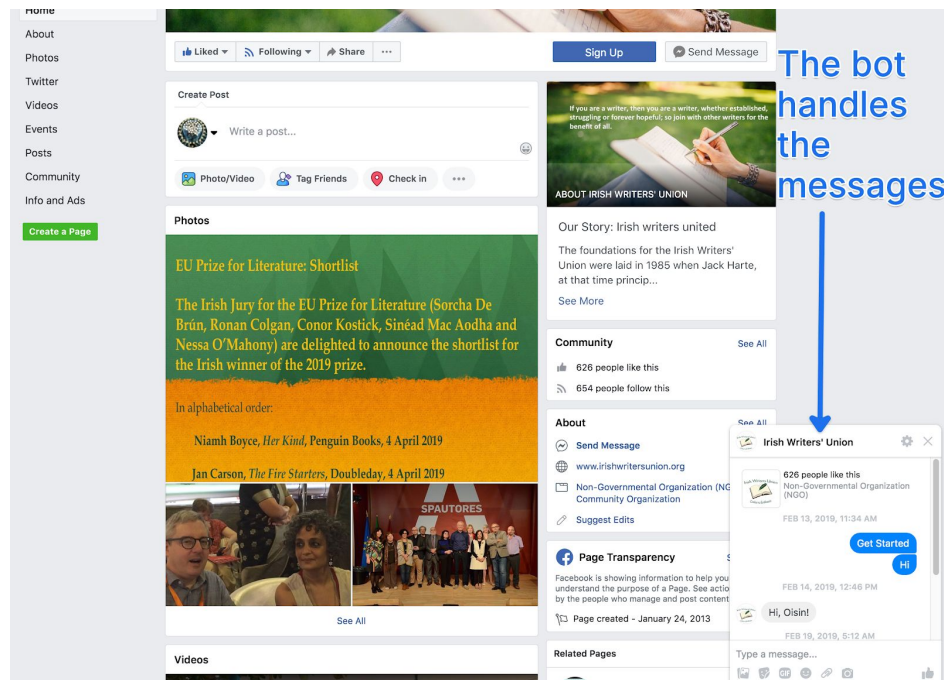 Home
About
Photos
Twitter
Videos
Events
Posts
Community
Info and Ads
Create a Page
Liked
Following
Share
Sign Up
Send Message
Create Post
Write a post...
Photo/Video
Tag Friends
Check in
Photos
EU Prize for Literature: Shortlist
The Irish Jury for the EU Prize for Literature (Sorcha De
Brún, Ronan Colgan, Conor Kostick, Sinéad Mac Aodha and
Nessa O'Mahony) are delighted to announce the shortlist for
the Irish winner of the 2019 prize.
In alphabetical order:
Niamh Boyce, Her Kind, Penguin Books, 4 April 2019
Jan Carson, The Fire Starters, Doubleday, 4 April 2019
SPAUTORES
See All
Videos
If you are a writer, then you are a writer, whether established,
struggling or forever hopeful; so join with other writers for the
benefit of all.
ABOUT IRISH WRITERS' UNION
Our Story: Irish writers united
The foundations for the Irish Writers'
Union were laid in 1985 when Jack Harte,
at that time princip...
See More
Community
See All
626 people like this
654 people follow this
About
See All
Send Message
www.irishwritersunion.org
Non-Governmental Organization (NG
Community Organization
Suggest Edits
Page Transparency
Facebook is showing information to help you
understand the purpose of a Page. See actio
by the people who manage and post content
Page created - January 24, 2013
Related Pages
The bot
handles
the
messages
Irish Writers' Union
626 people like this
Non-Governmental Organization
(NGO)
FEB 13, 2019, 11:34 AM
Get Started
Hi
FEB 14, 2019, 12:46 PM
Hi, Oisin!
FEB 19, 2019, 5:12 AM
Type a message...
GIF